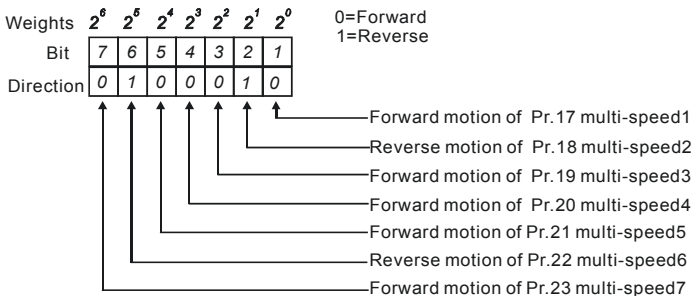 Weights 2^6 2^5 2^4 2^3 2^2 2^1 2^0 0=Forward
1=Reverse
Bit 7 6 5 4 3 2 1
Direction 0 1 0 0 0 1 0
Forward motion of Pr.17 multi-speed1
Reverse motion of Pr.18 multi-speed2
Forward motion of Pr.19 multi-speed3
Forward motion of Pr.20 multi-speed4
Forward motion of Pr.21 multi-speed5
Reverse motion of Pr.22 multi-speed6
Forward motion of Pr.23 multi-speed7